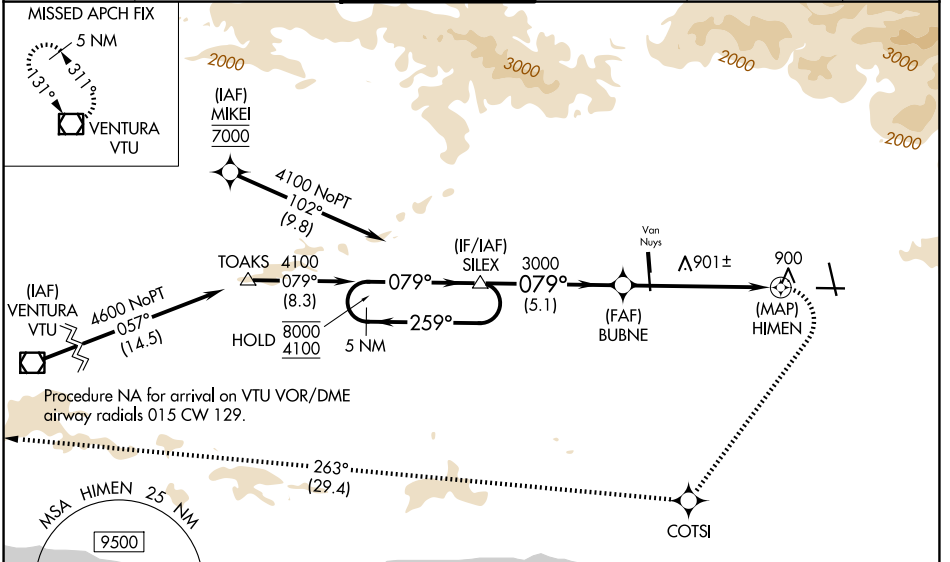 MISSED APCH FIX
5 NM
311°
131°
VENTURA
VTU
2000
3000
2000
3000
2000
(IAF)
MIKEI
7000
4100 NoPT
102°
(9.8)
TOAKS
4100
079°
(8.3)
079°
(IF/IAF)
SILEX
3000
079°
(5.1)
Van
Nuys
901±
900
(IAF)
VENTURA
VTU
4600 NoPT
057°
(14.5)
HOLD
8000
4100
259°
5 NM
(FAF)
BUBNE
(MAP)
HIMEN
Procedure NA for arrival on VTU VOR/DME
airway radials 015 CW 129.
263°
(29.4)
COTSI
MSA HIMEN 25 NM
9500